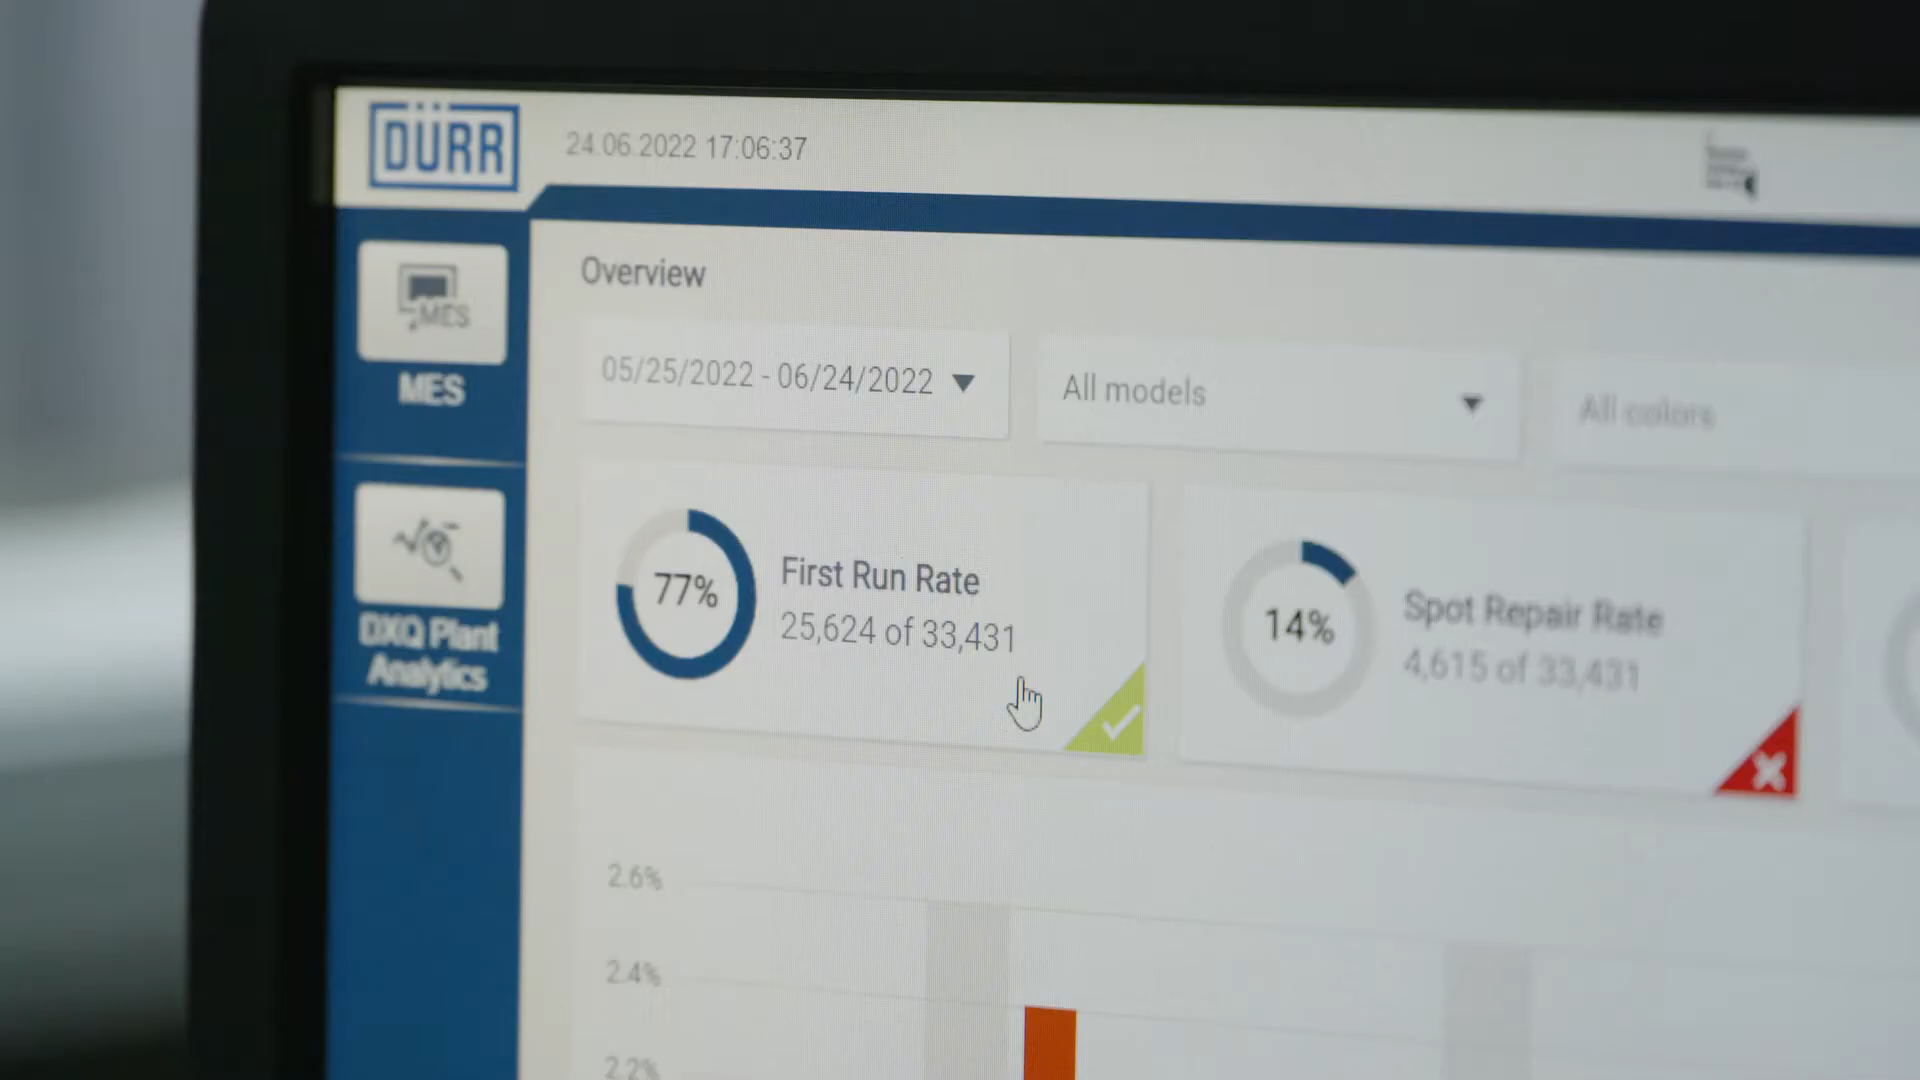 DÜRR
24.06.2022 17:06:37
MES
MES
DXQ Plant
Analytics
Overview
05/25/2022 - 06/24/2022
All models
All colors
77%
First Run Rate
25,624 of 33,431
14%
Spot Repair Rate
4,615 of 33,431
2.6%
2.4%
2.2%